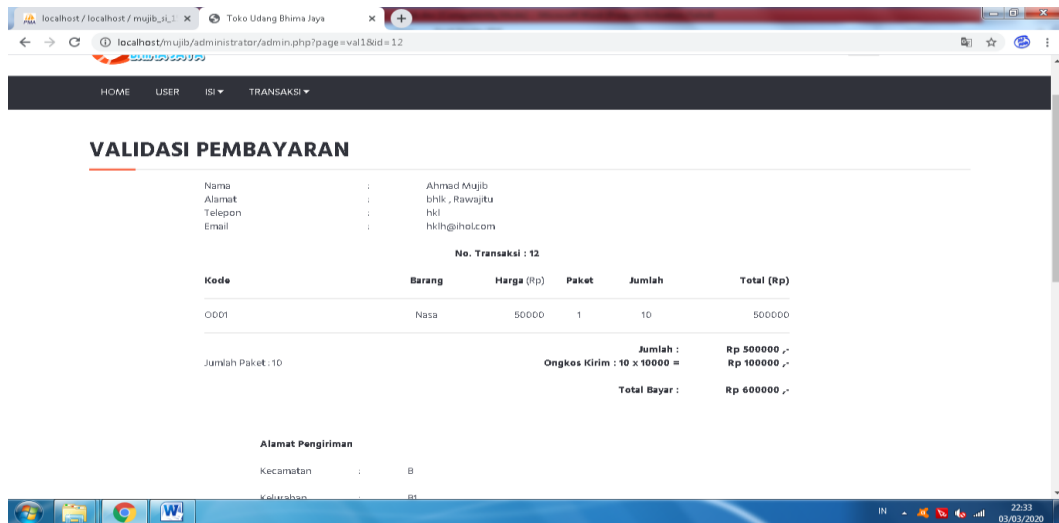 localhost / localhost / mujib_si_1
Toko Udang Bhima Jaya
localhost/mujib/administrator/admin.php?page=val1&id=12
HOME USER ISI TRANSAKSI
VALIDASI PEMBAYARAN
Nama : Ahmad Mujib
Alamat : bhlk , Rawajitu
Telepon : hkl
Email : hklh@ihol.com
No. Transaksi : 12
Kode Barang Harga (Rp) Paket Jumlah Total (Rp)
O001 Nasa 50000 1 10 500000
Jumlah : Rp 500000 ,-
Jumlah Paket : 10 Ongkos Kirim : 10 x 10000 = Rp 100000 ,-
Total Bayar : Rp 600000 ,-
Alamat Pengiriman
Kecamatan : B
Kelurahan : B1
IN 22:33
03/03/2020